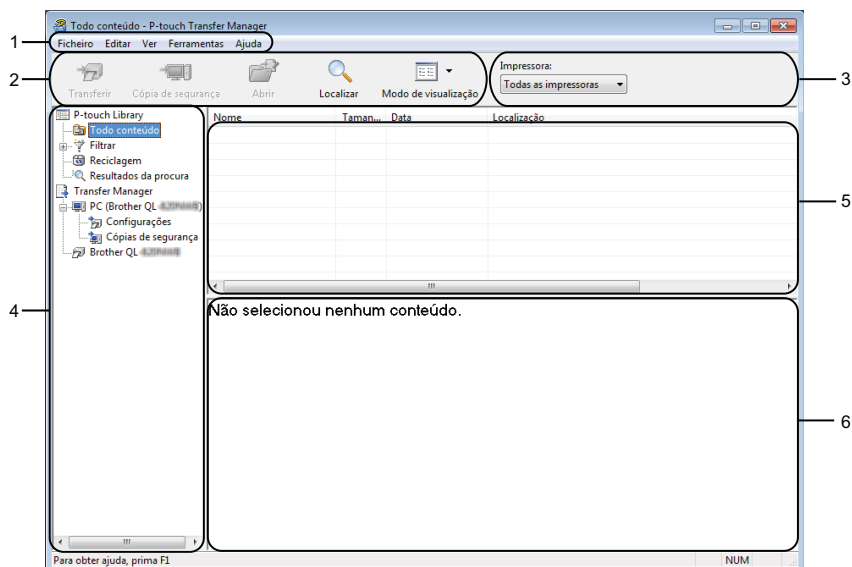 Todo conteúdo - P-touch Transfer Manager
1
Ficheiro Editar Ver Ferramentas Ajuda
2
Transferir Cópia de segurança Abrir Localizar Modo de visualização
Impressora:
Todas as impressoras
3
P-touch Library
Todo conteúdo
Filtrar
Reciclagem
Resultados da procura
Transfer Manager
PC (Brother QL-
Configurações
Cópias de segurança
Brother QL-
4
Nome Taman... Data Localização
5
Não selecionou nenhum conteúdo.
6
Para obter ajuda, prima F1
NUM